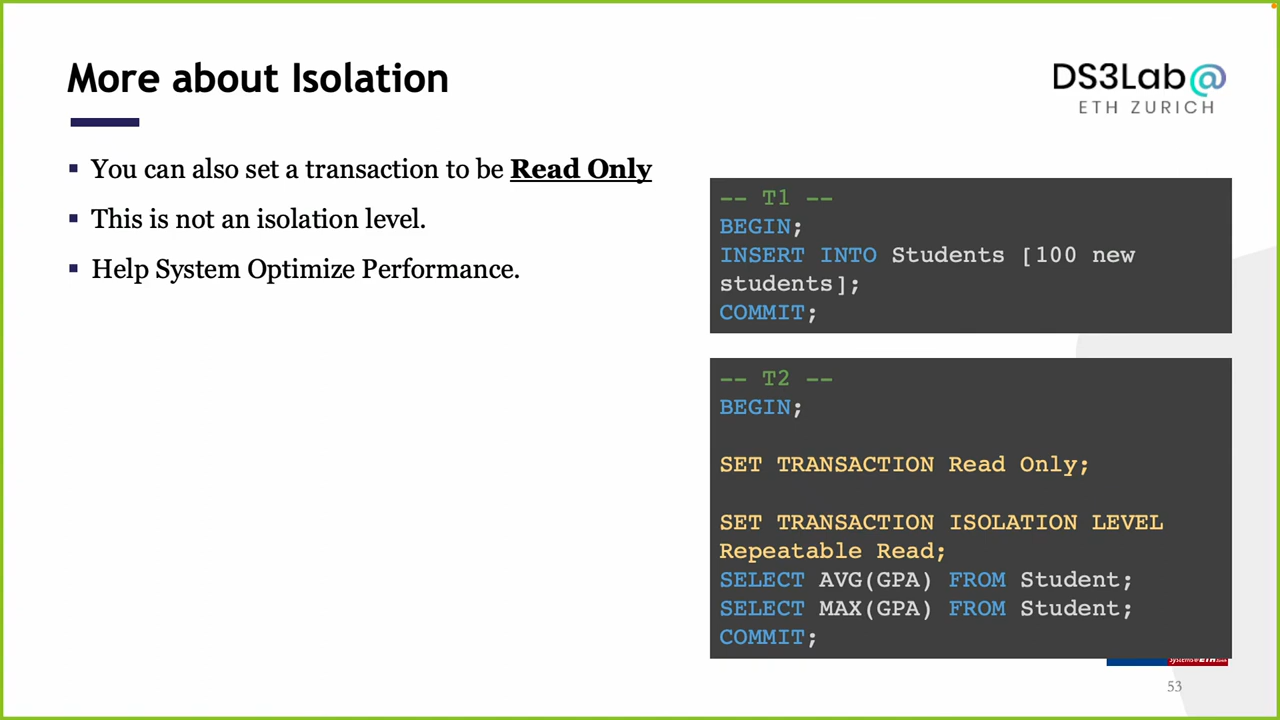 More about Isolation
DS3Lab@
ETH ZURICH
▪ You can also set a transaction to be Read Only
▪ This is not an isolation level.
▪ Help System Optimize Performance.
-- T1 --
BEGIN;
INSERT INTO Students [100 new
students];
COMMIT;
-- T2 --
BEGIN;
SET TRANSACTION Read Only;
SET TRANSACTION ISOLATION LEVEL
Repeatable Read;
SELECT AVG(GPA) FROM Student;
SELECT MAX(GPA) FROM Student;
COMMIT;
Systems@ETH
53